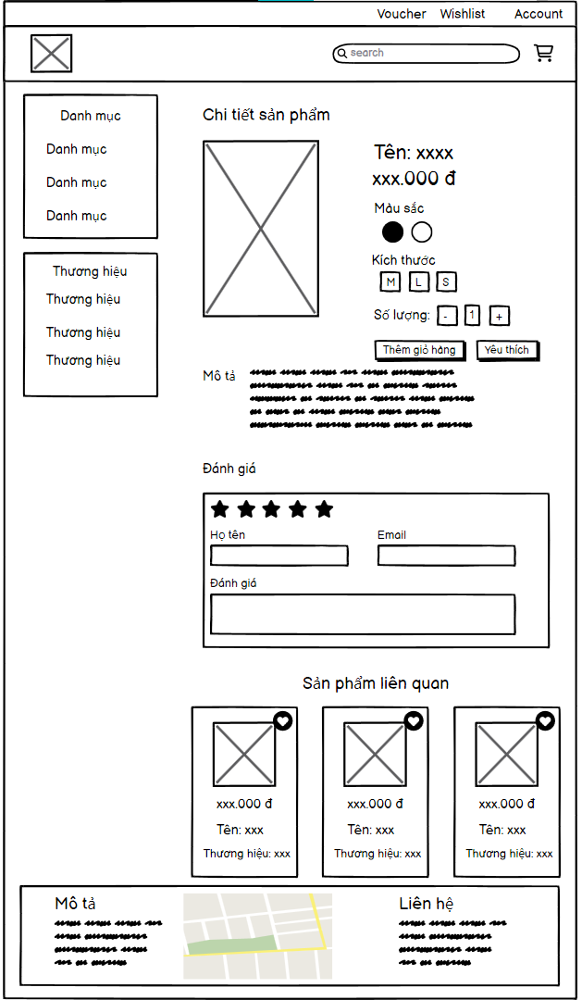 Voucher Wishlist Account
search
Danh mục
Danh mục
Danh mục
Danh mục
Thương hiệu
Thương hiệu
Thương hiệu
Thương hiệu
Chi tiết sản phẩm
Tên: xxxx
xxx.000 đ
Màu sắc
Kích thước
M L S
Số lượng: - 1 +
Thêm giỏ hàng Yêu thích
Mô tả
Đánh giá
Họ tên Email
Đánh giá
Sản phẩm liên quan
xxx.000 đ xxx.000 đ xxx.000 đ
Tên: xxx Tên: xxx Tên: xxx
Thương hiệu: xxx Thương hiệu: xxx Thương hiệu: xxx
Mô tả Liên hệ